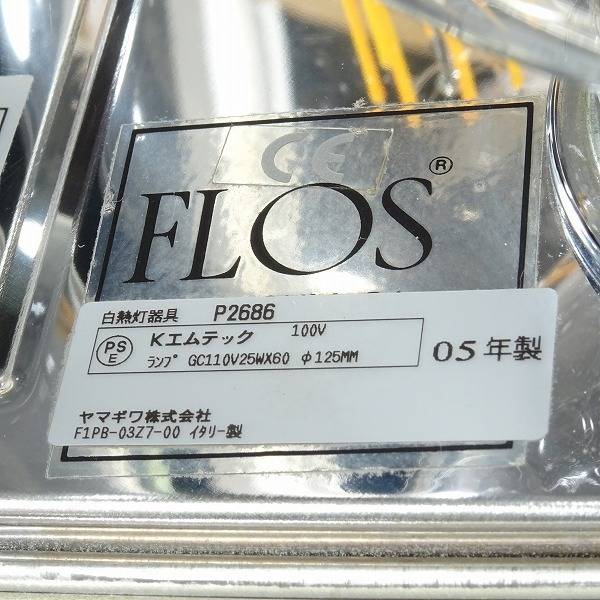 CE
FLOS®
白熱灯器具 P2686
PSE Kエムテック 100V
ランプ GC110V25WX60 φ125MM
05年製
ヤマギワ株式会社
F1PB-03Z7-00 イタリー製